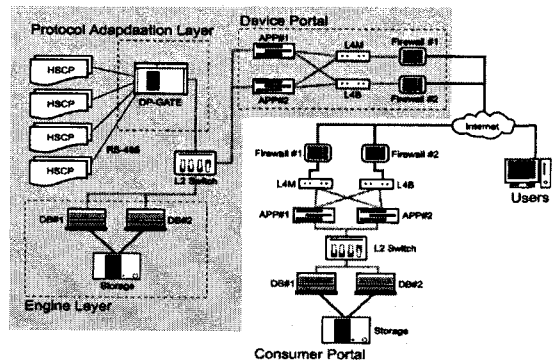 Protocol Adapdaation Layer
Device Portal
HSCP
HSCP
HSCP
HSCP
DP-GATE
RS-485
L2 Switch
APP#1
APP#2
L4M
L4B
Firewall #1
Firewall #2
Internet
Users
DB#1
DB#2
Storage
Engine Layer
Firewall #1
Firewall #2
L4M
L4B
APP#1
APP#2
L2 Switch
DB#1
DB#2
Storage
Consumer Portal